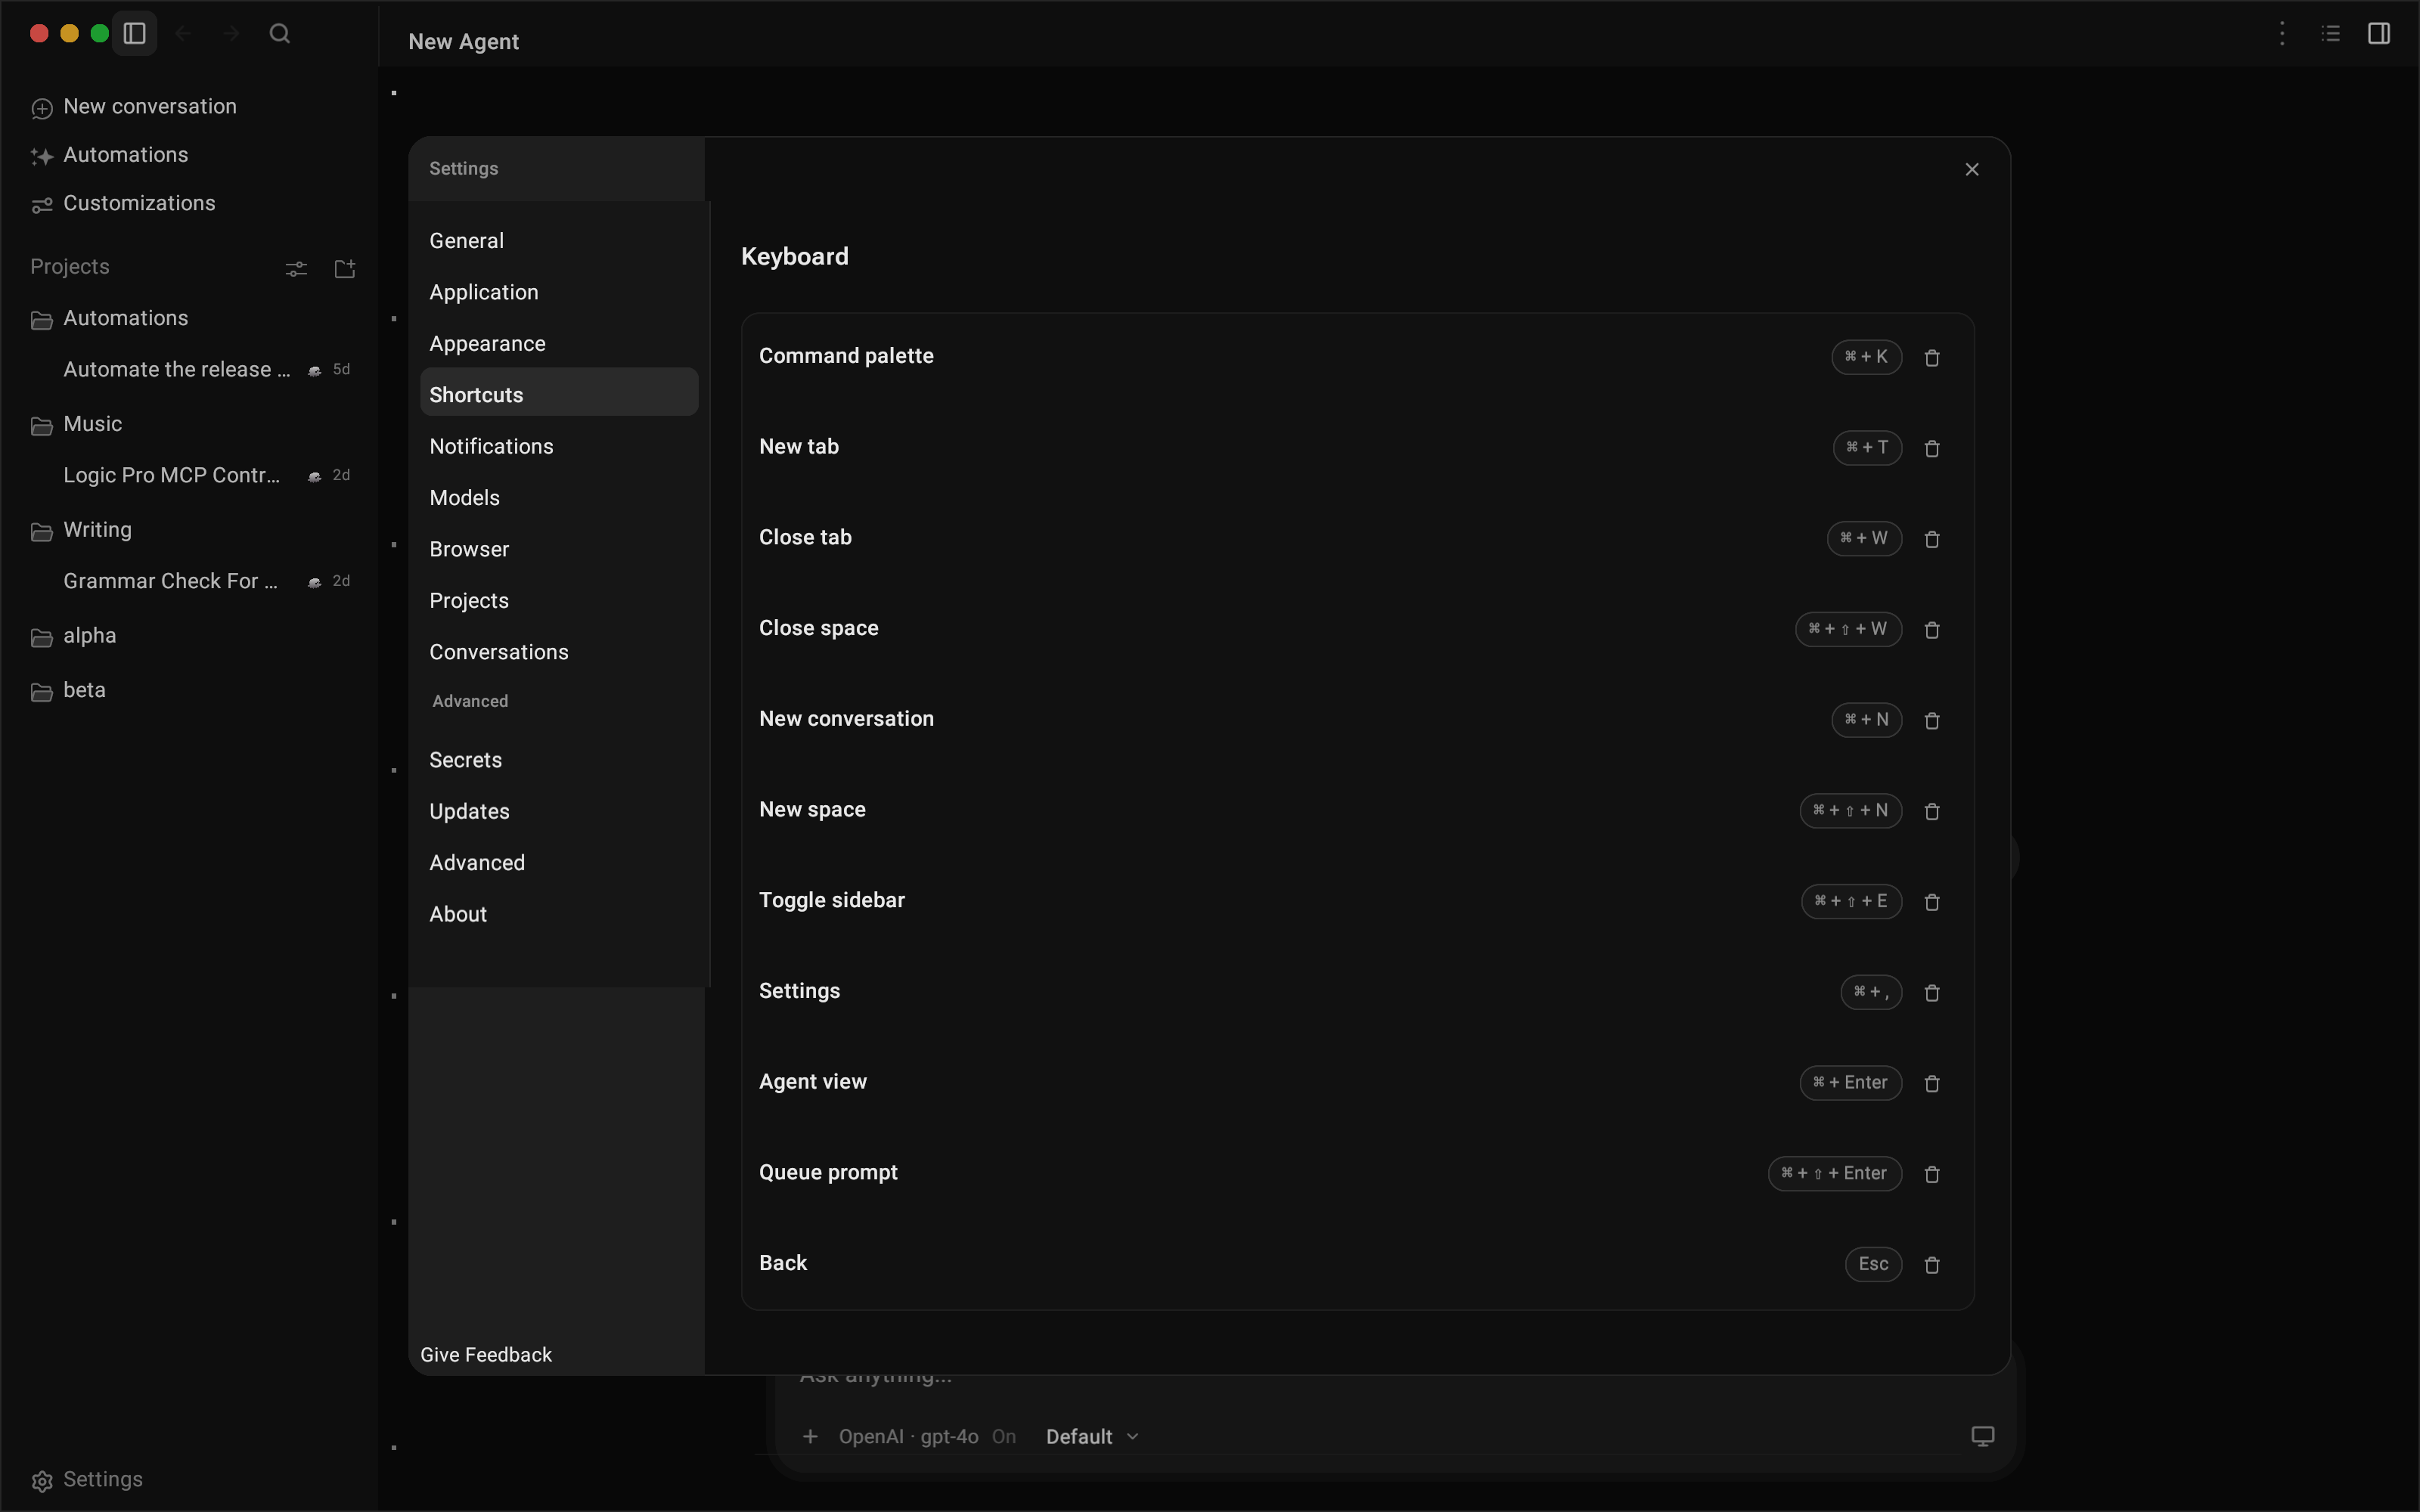 New Agent
New conversation
Automations
Customizations
Projects
Automations
Automate the release ... 5d
Music
Logic Pro MCP Contr... 2d
Writing
Grammar Check For ... 2d
alpha
beta
Settings
Settings
General
Application
Appearance
Shortcuts
Notifications
Models
Browser
Projects
Conversations
Advanced
Secrets
Updates
Advanced
About
Give Feedback
Keyboard
Command palette ⌘ + K
New tab ⌘ + T
Close tab ⌘ + W
Close space ⌘ + ⇧ + W
New conversation ⌘ + N
New space ⌘ + ⇧ + N
Toggle sidebar ⌘ + ⇧ + E
Settings ⌘ + ,
Agent view ⌘ + Enter
Queue prompt ⌘ + ⇧ + Enter
Back Esc
Ask anything...
OpenAI · gpt-4o On Default